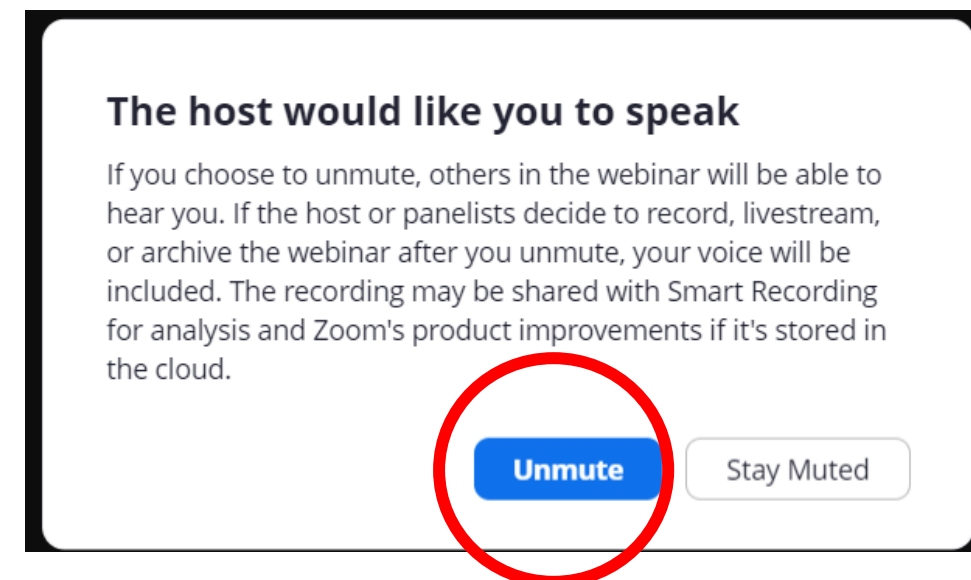 The host would like you to speak
If you choose to unmute, others in the webinar will be able to
hear you. If the host or panelists decide to record, livestream,
or archive the webinar after you unmute, your voice will be
included. The recording may be shared with Smart Recording
for analysis and Zoom's product improvements if it's stored in
the cloud.
Unmute Stay Muted